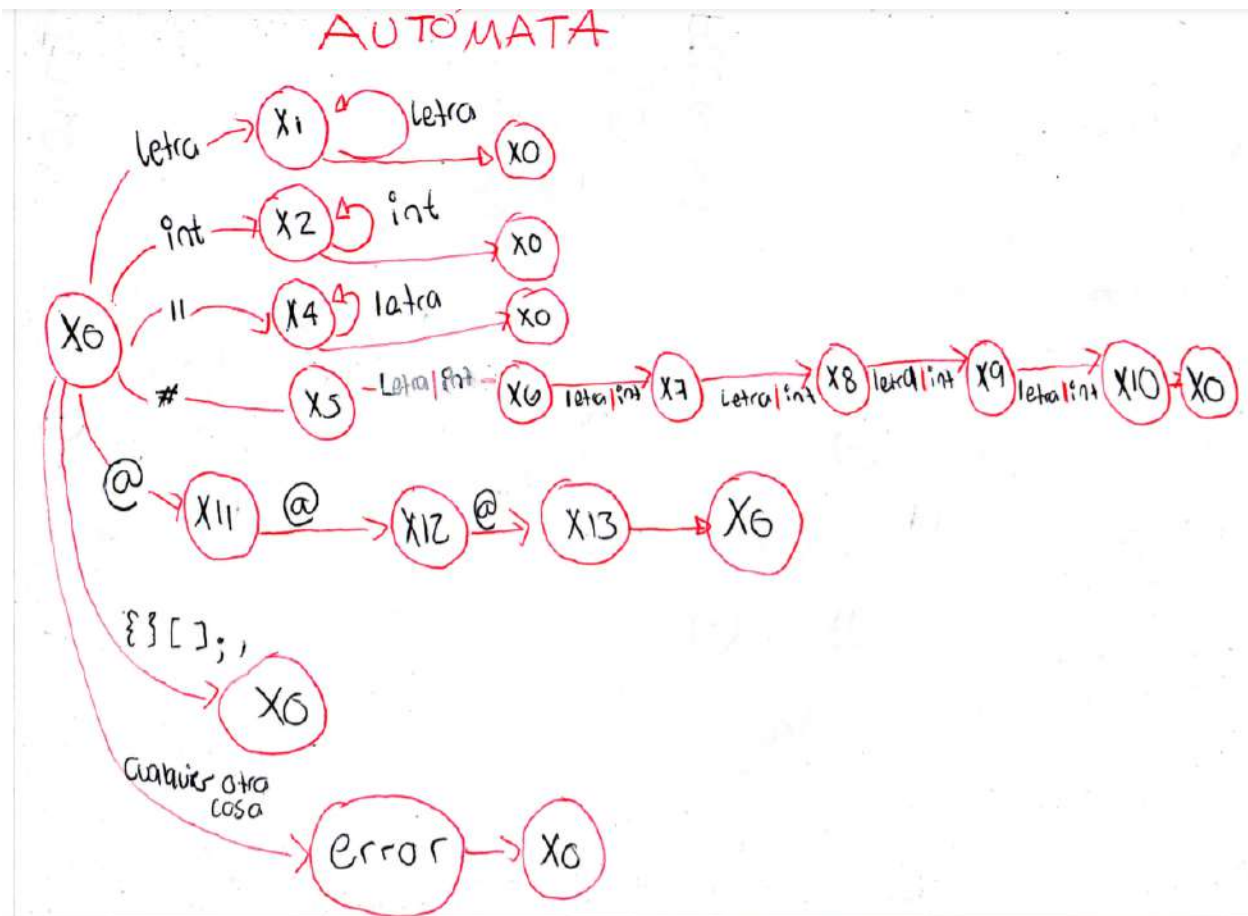 AUTÓMATA
letra X1 letra X0
int X2 int X0
X0
" X4 letra X0
# X5 Letra|int X6 letra|int X7 Letra|int X8 letra|int X9 letra|int X10 X0
@ X11 @ X12 @ X13 X0
{}[];,
X0
Cualquier otra
cosa
error X0